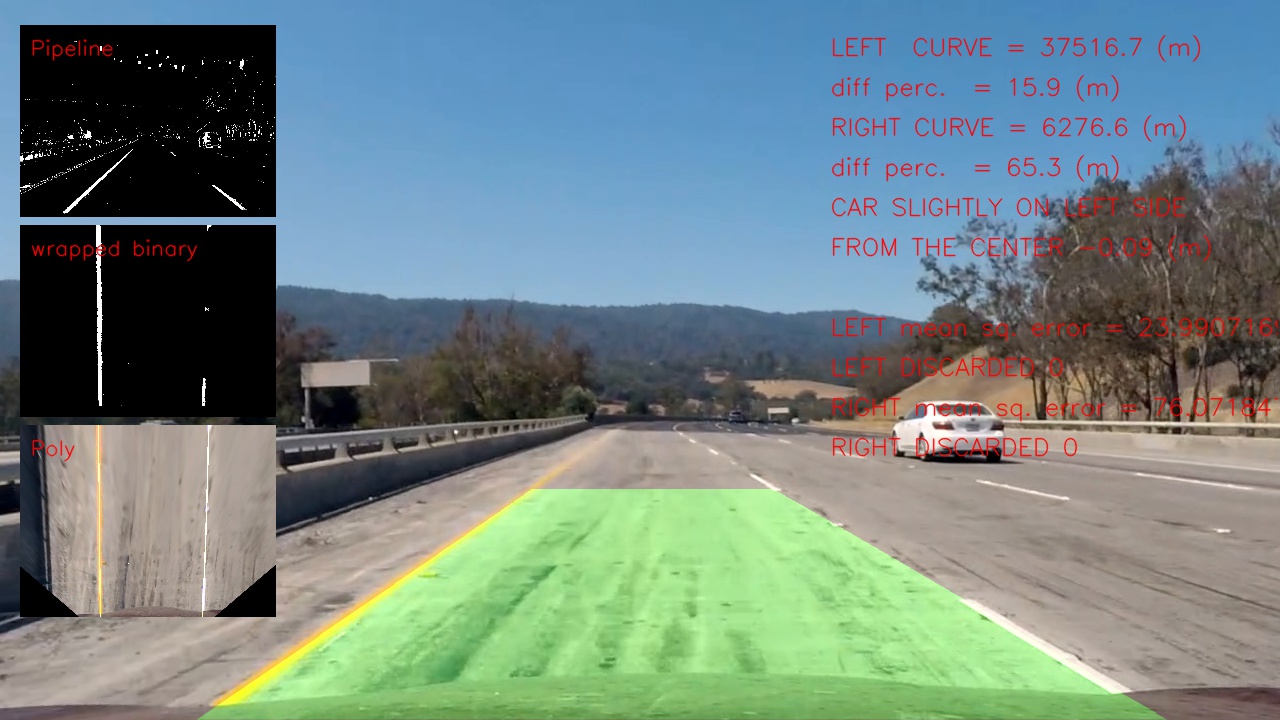 Pipeline
wrapped binary
Poly
LEFT CURVE = 37516.7 (m)
diff perc. = 15.9 (m)
RIGHT CURVE = 6276.6 (m)
diff perc. = 65.3 (m)
CAR SLIGHTLY ON LEFT SIDE
FROM THE CENTER -0.09 (m)
LEFT mean sq. error = 23.9907168
LEFT DISCARDED 0
RIGHT mean sq. error = 76.07184
RIGHT DISCARDED 0